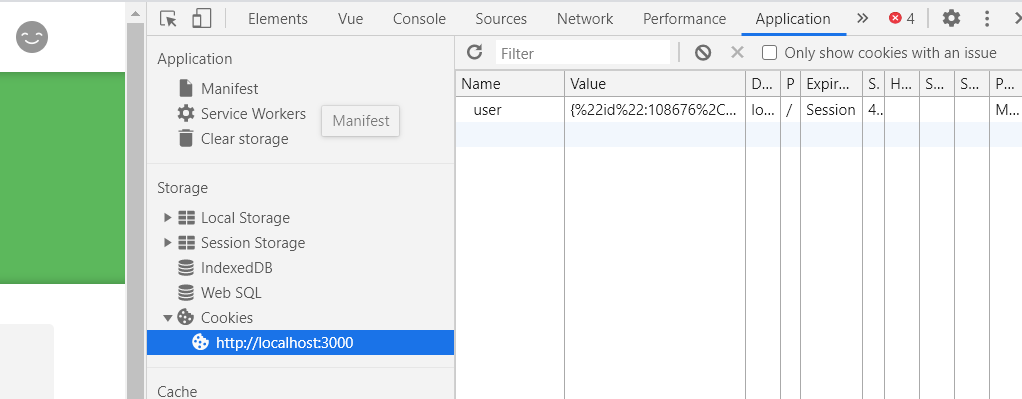 Elements Vue Console Sources Network Performance Application » 4
Application
Manifest
Service Workers
Clear storage
Manifest
Storage
Local Storage
Session Storage
IndexedDB
Web SQL
Cookies
http://localhost:3000
Cache
Filter
Only show cookies with an issue
Name Value D... P Expir... S. H... S... S... P...
user {%22id%22:108676%2C... lo... / Session 4.. M...